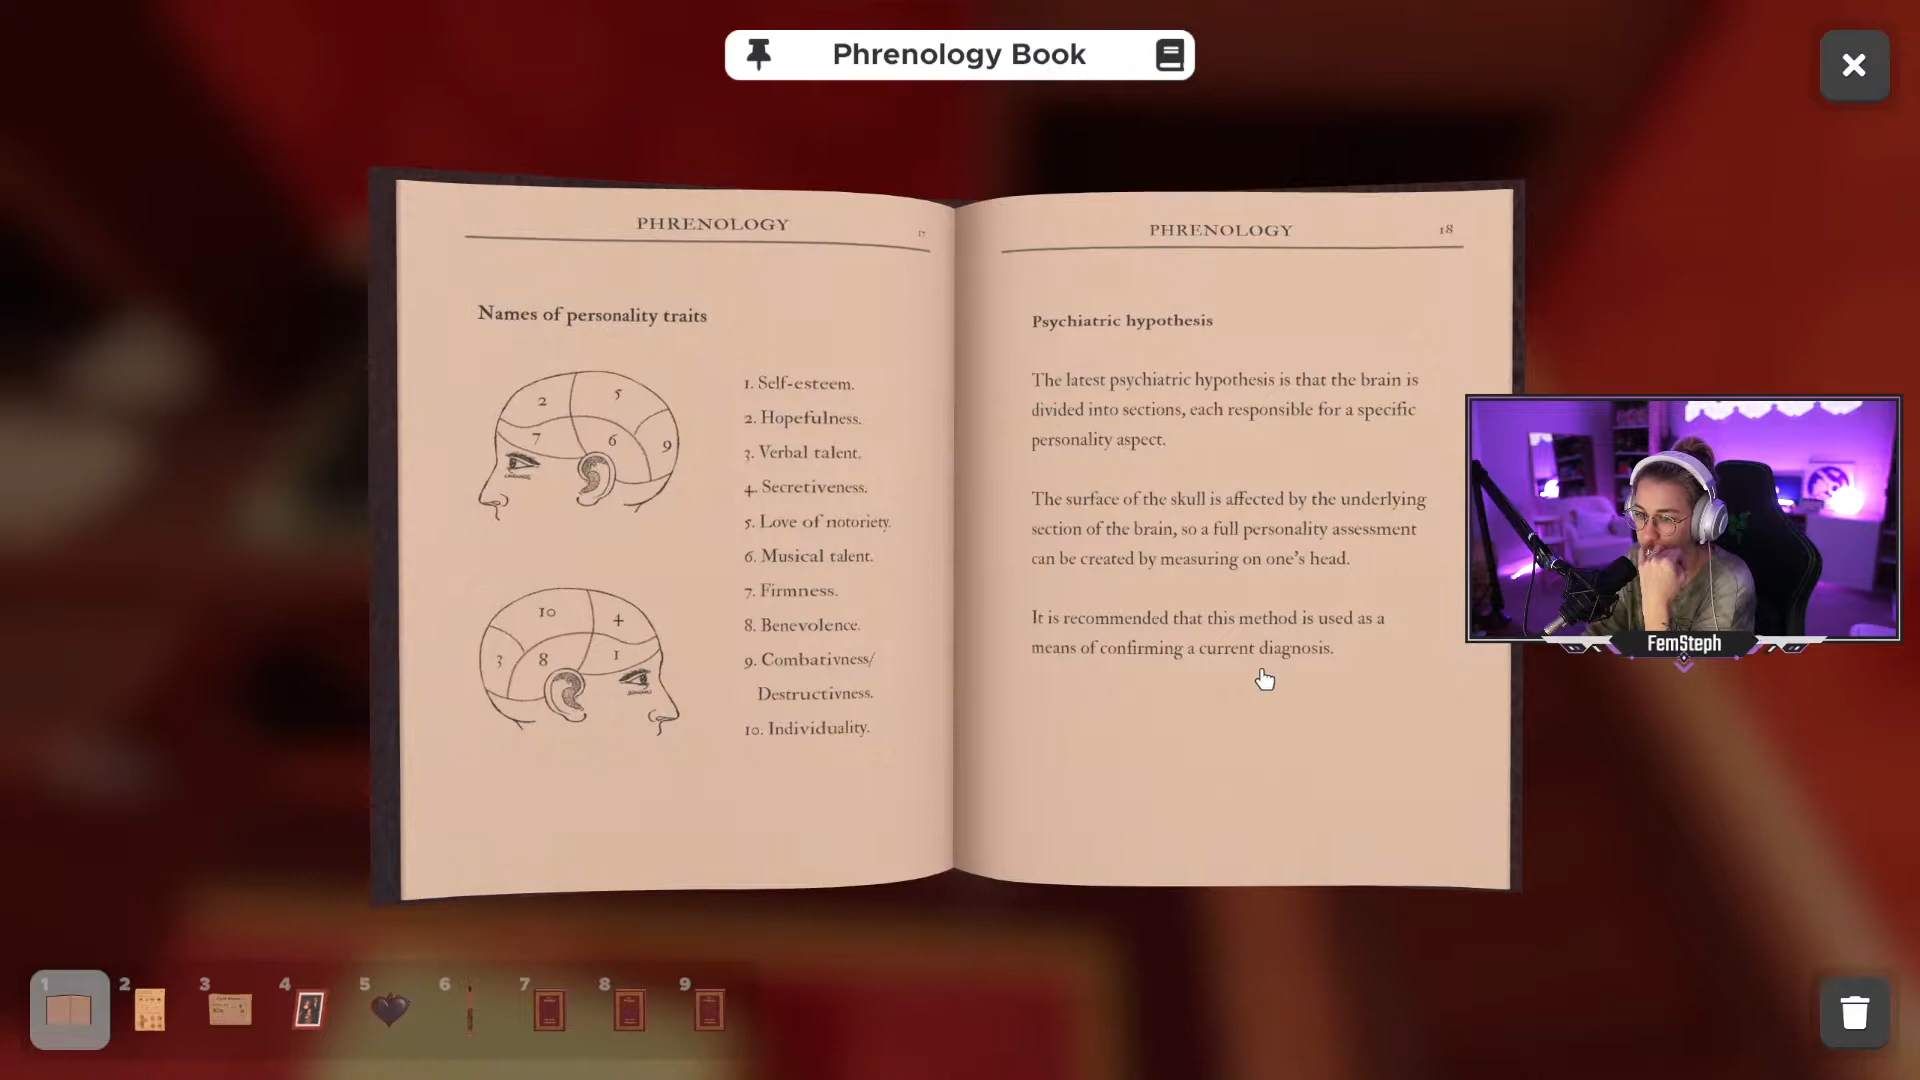 Phrenology Book
PHRENOLOGY
17
Names of personality traits
2
5
7
6
9
10
4
3
8
1
1. Self-esteem.
2. Hopefulness.
3. Verbal talent.
4. Secretiveness.
5. Love of notoriety.
6. Musical talent.
7. Firmness.
8. Benevolence.
9. Combativness/
Destructivness.
10. Individuality.
PHRENOLOGY 18
Psychiatric hypothesis
The latest psychiatric hypothesis is that the brain is
divided into sections, each responsible for a specific
personality aspect.
The surface of the skull is affected by the underlying
section of the brain, so a full personality assessment
can be created by measuring on one's head.
It is recommended that this method is used as a
means of confirming a current diagnosis.
FemSteph
1 2 3 4 5 6 7 8 9